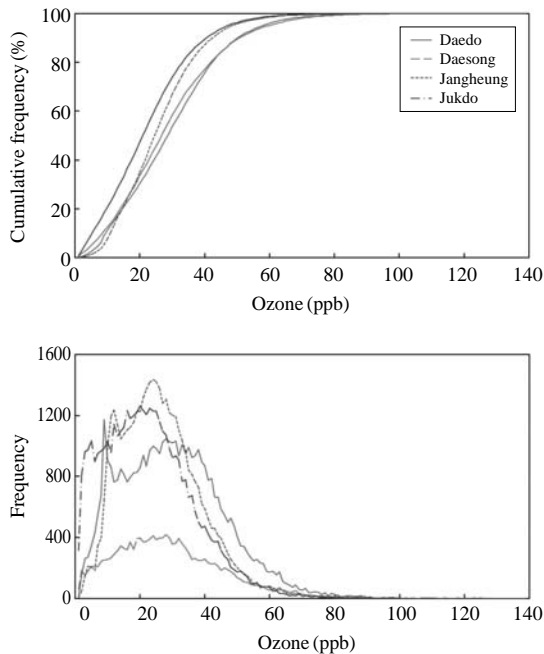 100
80
60
40
20
0
Cumulative frequency (%)
Daedo
Daesong
Jangheung
Jukdo
0 20 40 60 80 100 120 140
Ozone (ppb)
1600
1200
800
400
0
Frequency
0 20 40 60 80 100 120 140
Ozone (ppb)